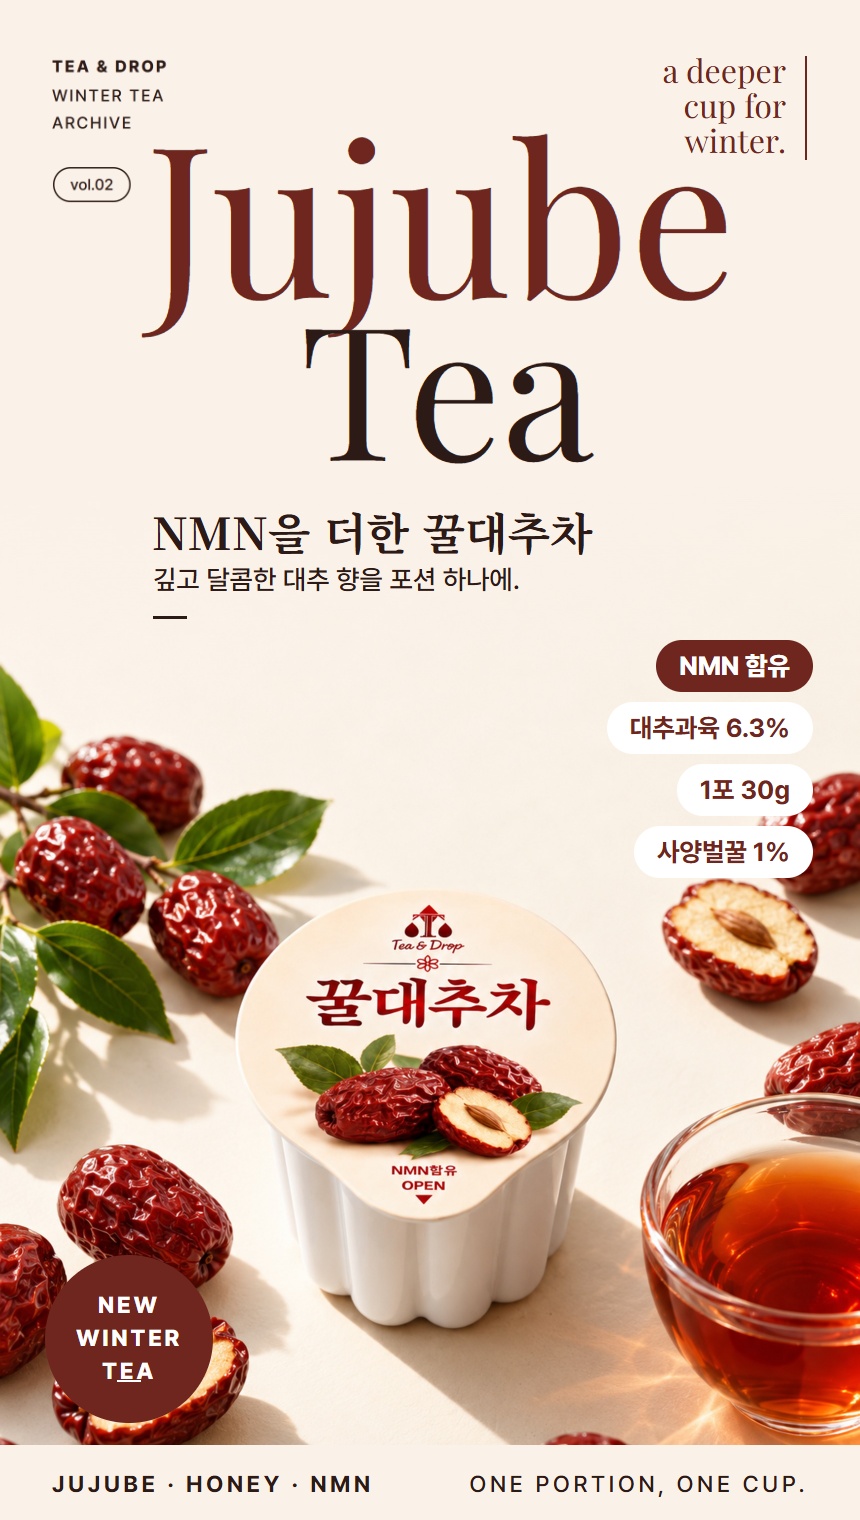 TEA & DROP
WINTER TEA
ARCHIVE
vol.02
a deeper
cup for
winter.
Jujube
Tea
NMN을 더한 꿀대추차
깊고 달콤한 대추 향을 포션 하나에.
NMN 함유
대추과육 6.3%
1포 30g
사양벌꿀 1%
Tea & Drop
꿀대추차
NMN함유
OPEN
NEW
WINTER
TEA
JUJUBE · HONEY · NMN
ONE PORTION, ONE CUP.